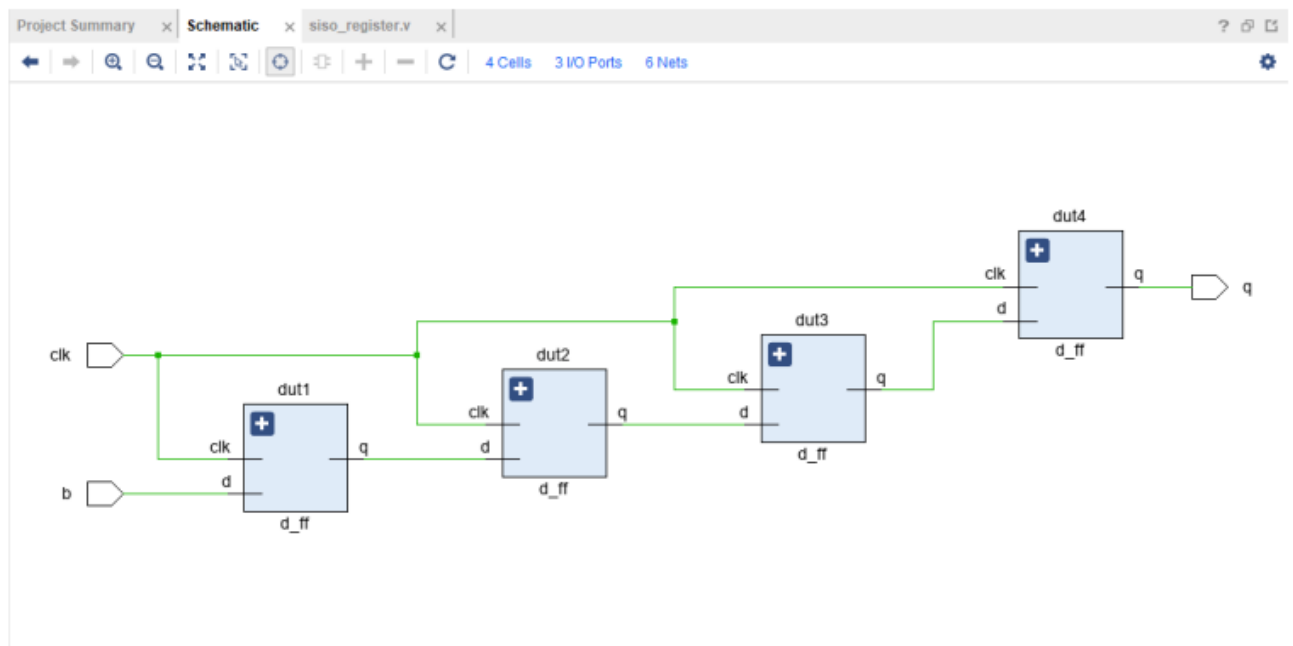 Project Summary Schematic siso_register.v
4 Cells 3 I/O Ports 6 Nets
dut4
clk q q
d
d_ff
dut3
clk q
d
d_ff
dut2
clk q
d
d_ff
clk
dut1
clk q
d
d_ff
b